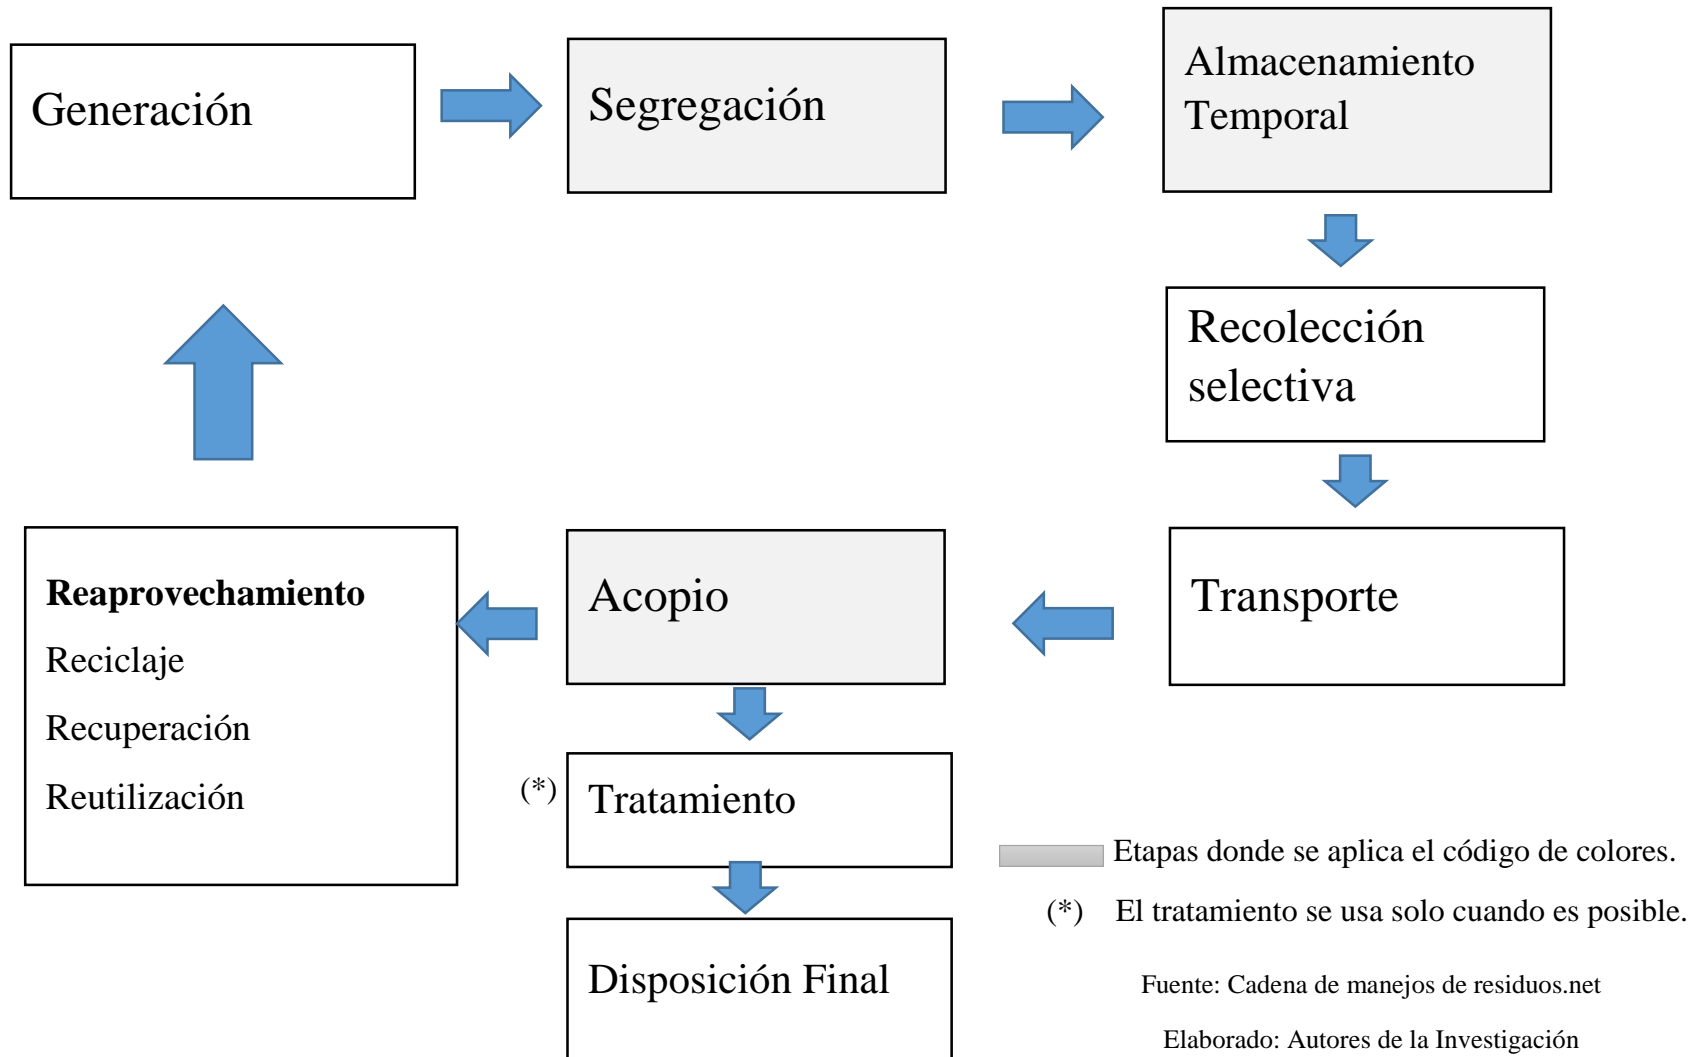 Generación
Segregación
Almacenamiento
Temporal
Recolección
selectiva
Transporte
Acopio
Reaprovechamiento
Reciclaje
Recuperación
Reutilización
(*)
Tratamiento
Disposición Final
Etapas donde se aplica el código de colores.
(*) El tratamiento se usa solo cuando es posible.
Fuente: Cadena de manejos de residuos.net
Elaborado: Autores de la Investigación